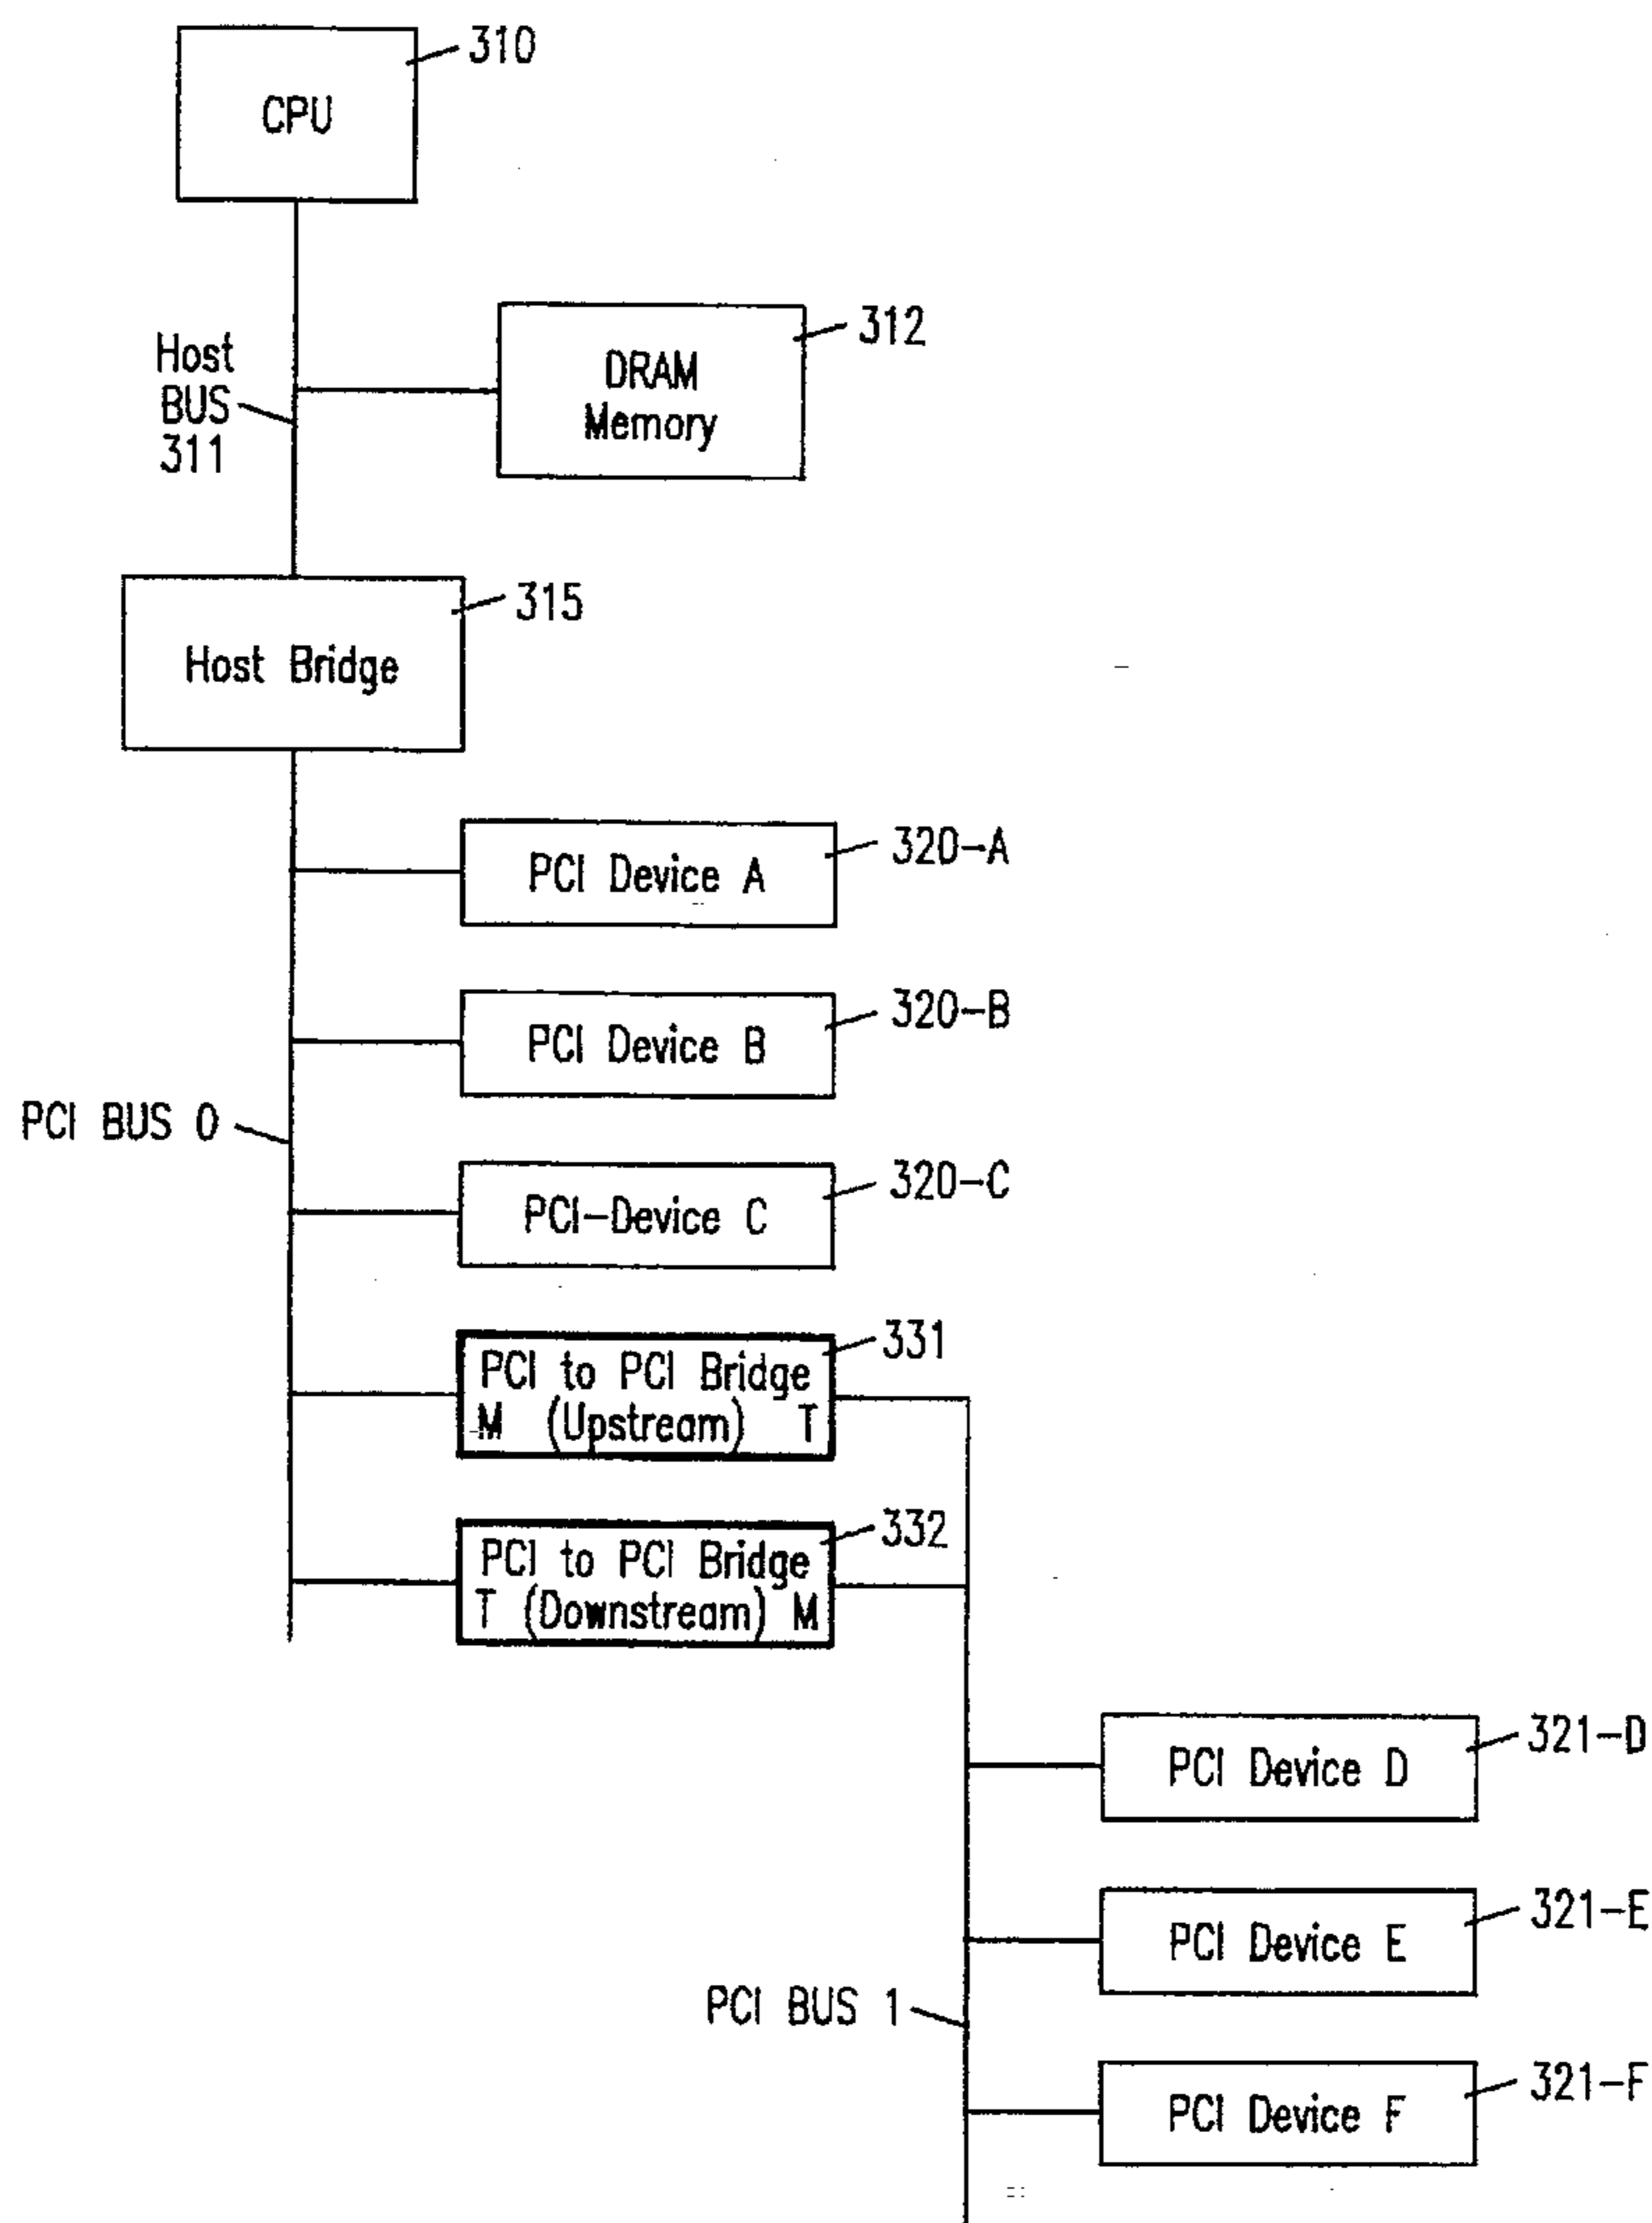 310
CPU
312
DRAM
Memory
Host
BUS
311
315
Host Bridge
320-A
PCI Device A
320-B
PCI Device B
PCI BUS 0
320-C
PCI-Device C
331
PCI to PCI Bridge
M (Upstream) T
332
PCI to PCI Bridge
T (Downstream) M
321-D
PCI Device D
321-E
PCI Device E
PCI BUS 1
321-F
PCI Device F